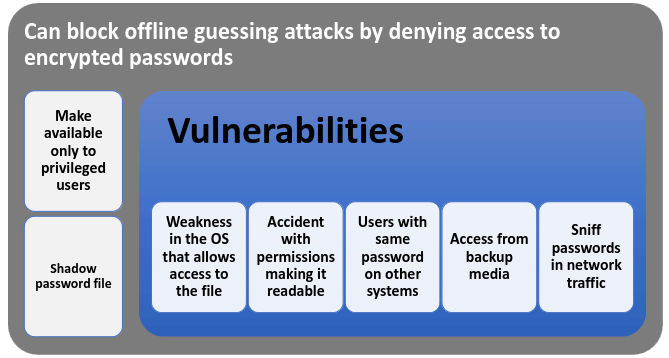 Can block offline guessing attacks by denying access to
encrypted passwords
Make
available
only to
privileged
users
Shadow
password file
Vulnerabilities
Weakness
in the OS
that allows
access to
the file
Accident
with
permissions
making it
readable
Users with
same
password
on other
systems
Access from
backup
media
Sniff
passwords
in network
traffic